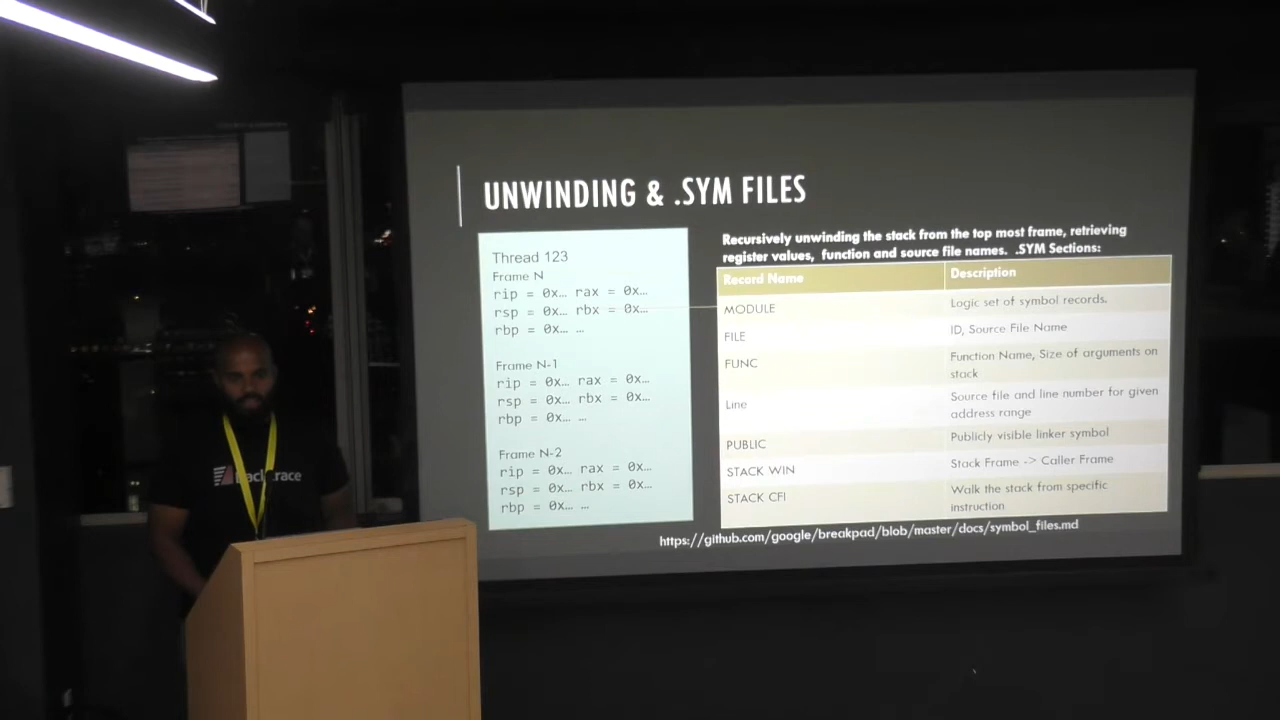 UNWINDING & .SYM FILES
Thread 123
Frame N
rip = 0x… rax = 0x…
rsp = 0x… rbx = 0x…
rbp = 0x… …
Frame N-1
rip = 0x… rax = 0x…
rsp = 0x… rbx = 0x…
rbp = 0x… …
Frame N-2
rip = 0x… rax = 0x…
rsp = 0x… rbx = 0x…
rbp = 0x… …
Recursively unwinding the stack from the top most frame, retrieving
register values, function and source file names. .SYM Sections:
Record Name Description
MODULE Logic set of symbol records.
FILE ID, Source File Name
FUNC Function Name, Size of arguments on
stack
Line Source file and line number for given
address range
PUBLIC Publicly visible linker symbol
STACK WIN Stack Frame -> Caller Frame
STACK CFI Walk the stack from specific
instruction
https://github.com/google/breakpad/blob/master/docs/symbol_files.md